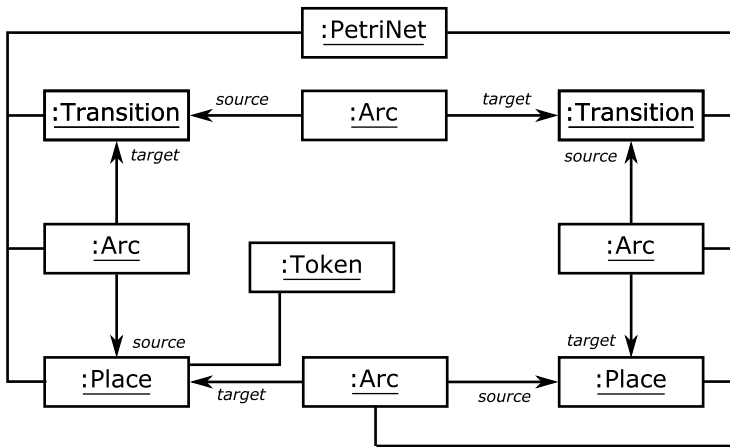 :PetriNet
:Transition
source
:Arc
target
:Transition
target
source
:Arc
:Token
:Arc
source
target
:Place
target
:Arc
source
:Place